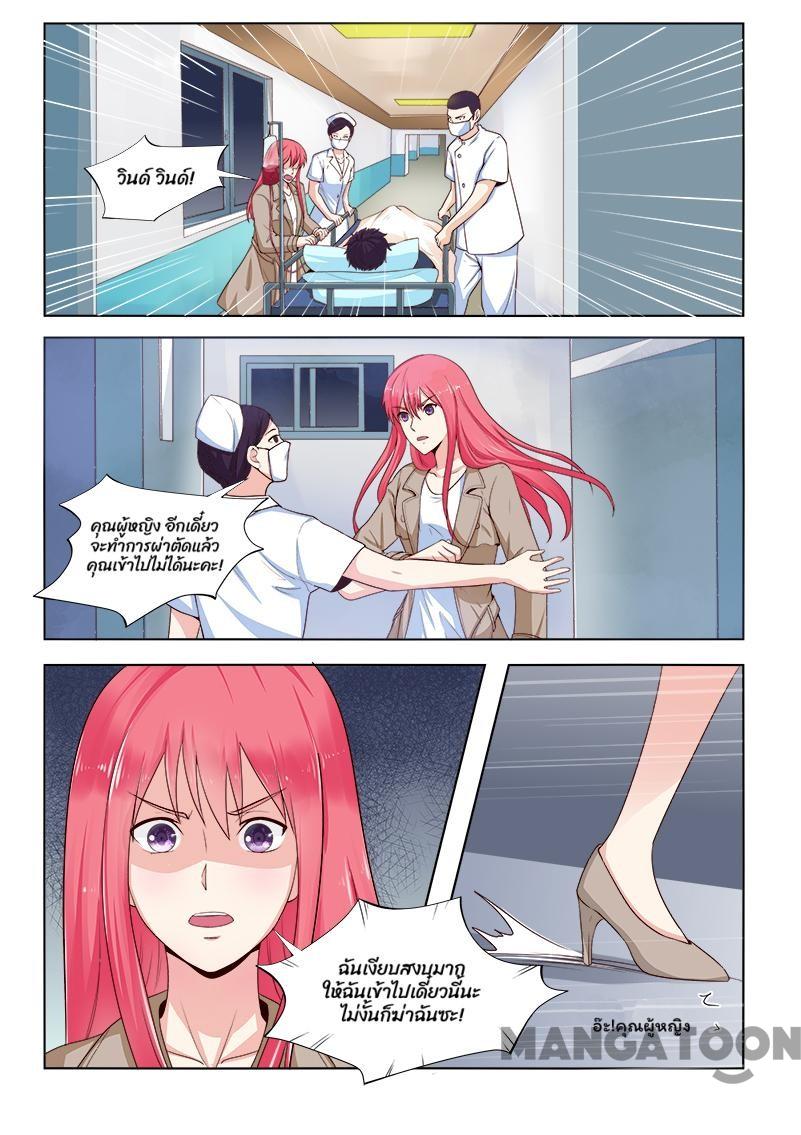 วินด์ วินด์!
คุณผู้หญิง อีกเดี๋ยว
จะทำการผ่าตัดแล้ว
คุณเข้าไปไม่ได้นะคะ!
ฉันเงียบสงบมาก
ให้ฉันเข้าไปเดี๋ยวนี้นะ
ไม่งั้นก็ฆ่าฉันซะ!
อ๊ะ!คุณผู้หญิง
MANGATOON